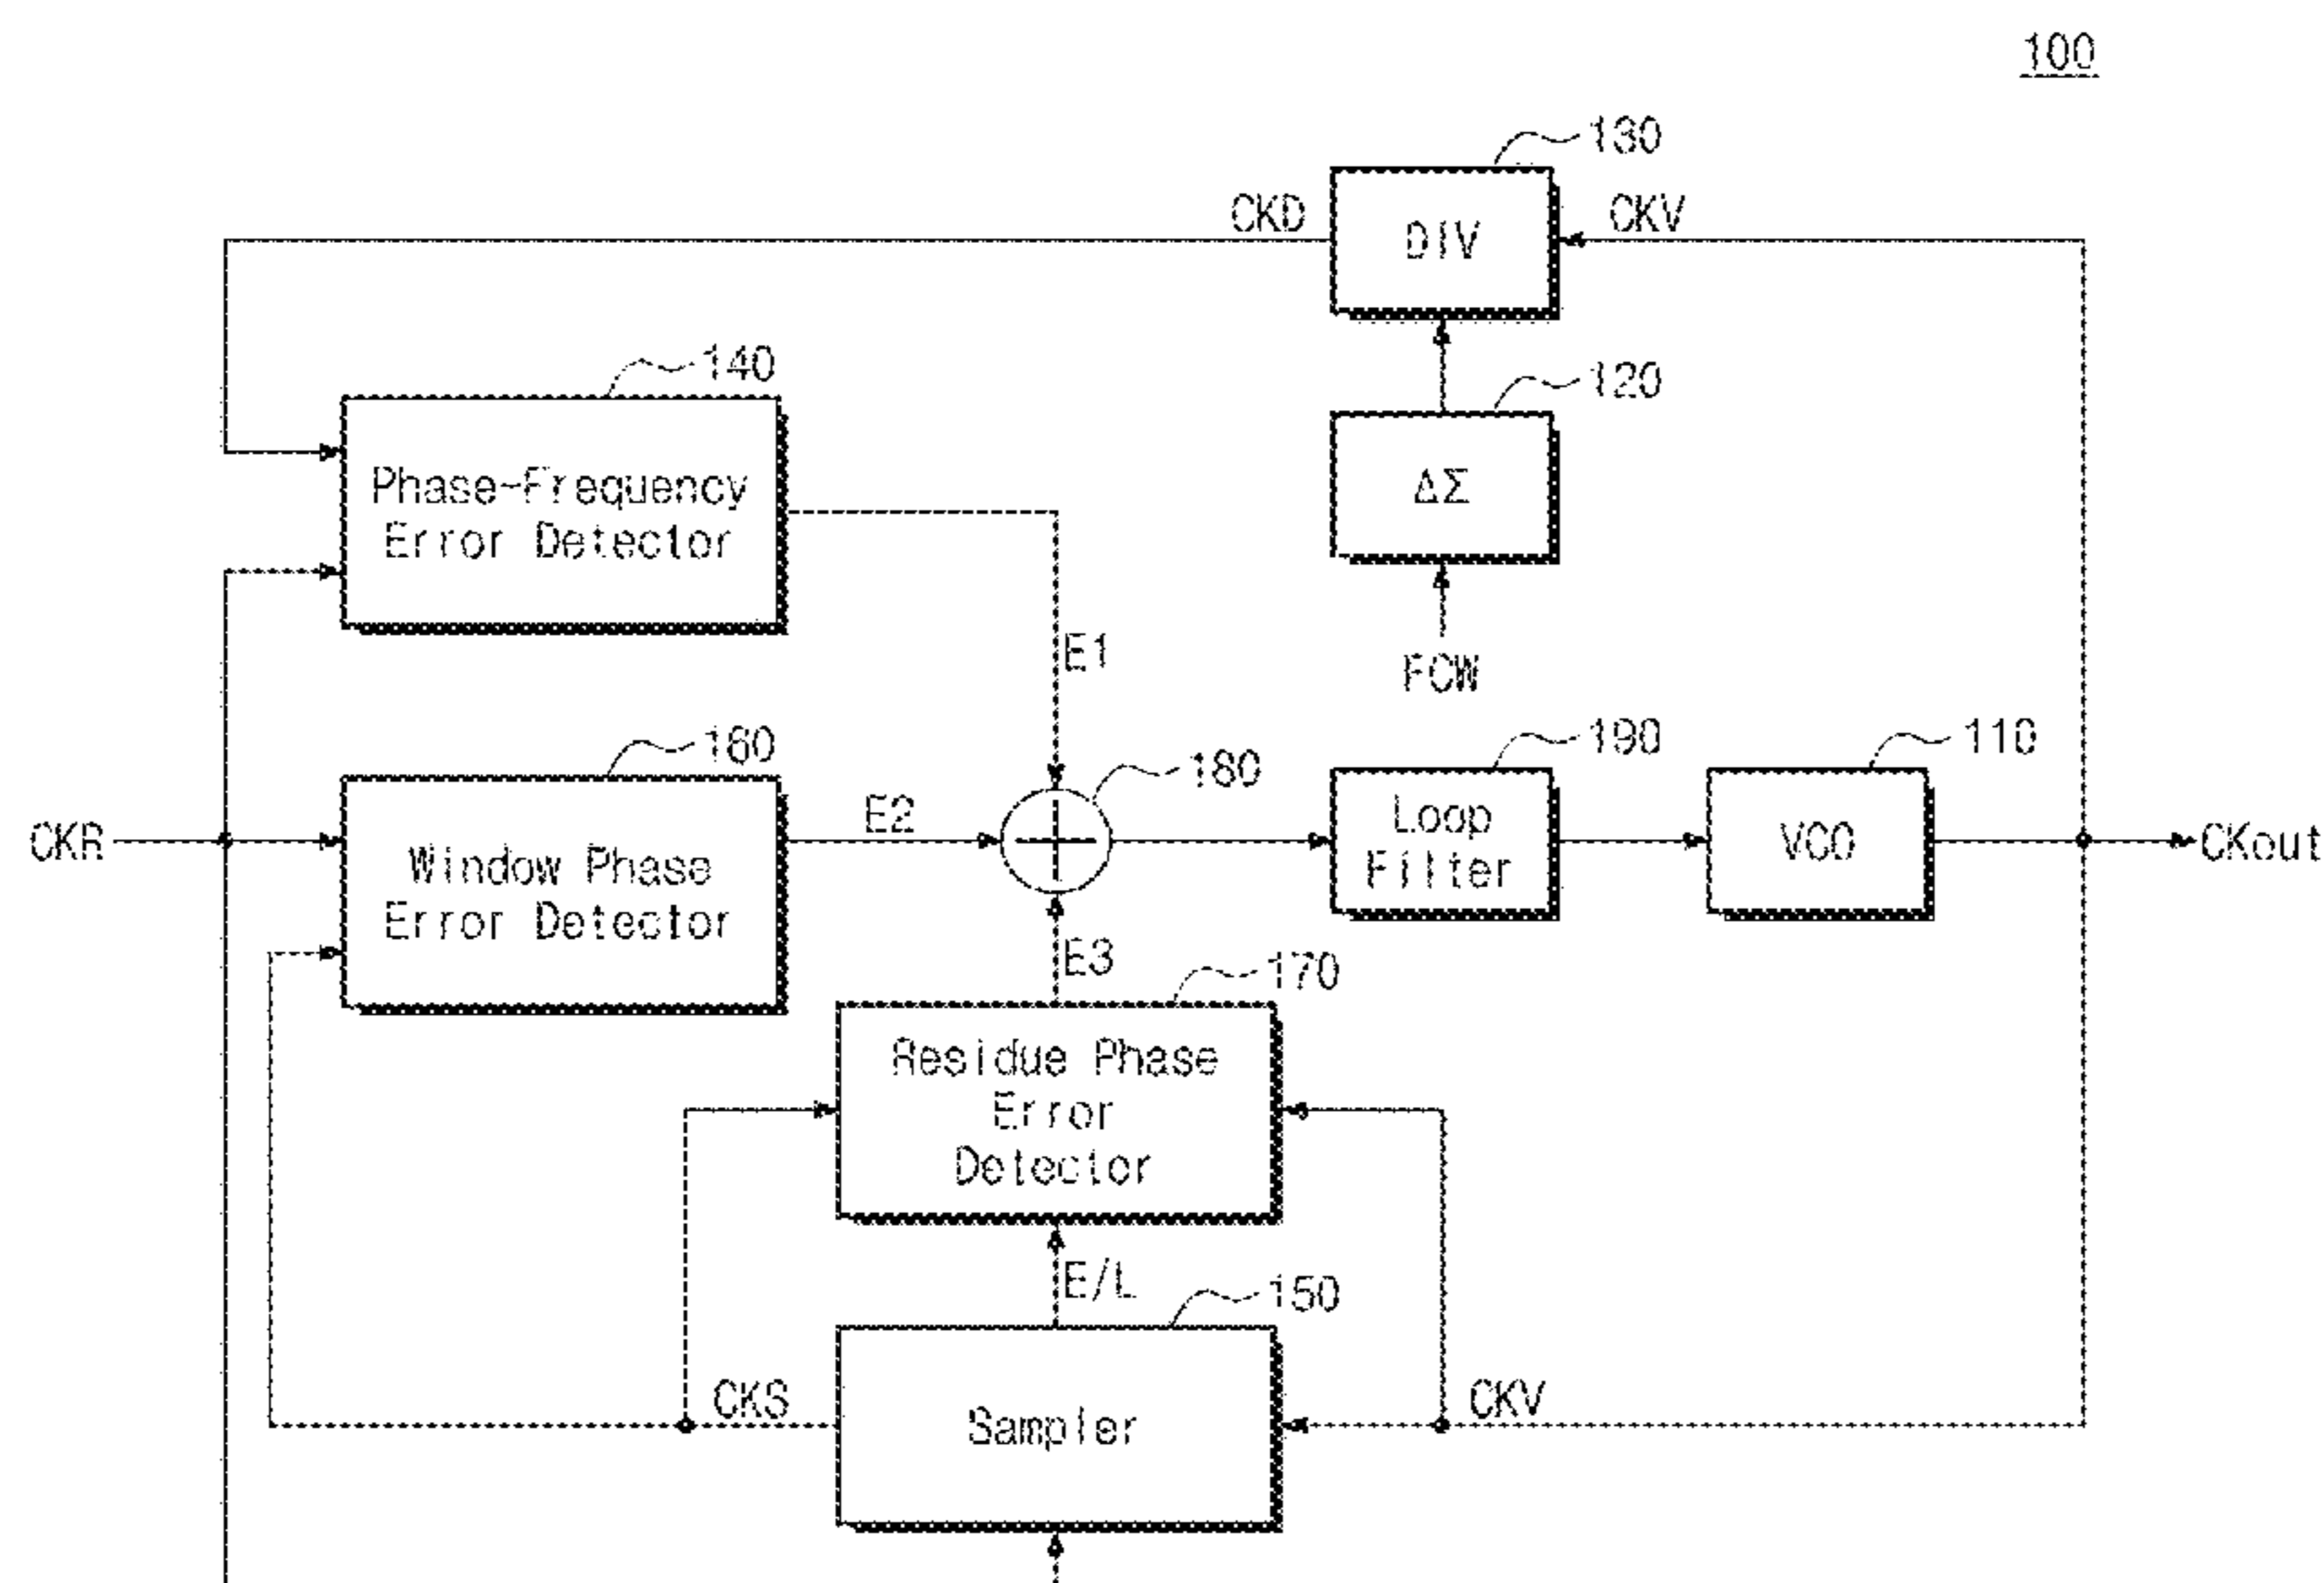 100
130
CKD
DIV
CKV
140
120
Phase-Frequency
Error Detector
ΔΣ
E1
FCW
160
180
190
110
CKR
Window Phase
Error Detector
E2
Loop
Filter
VCO
CKout
E3
170
Residue Phase
Error
Detector
E/L
150
CKS
Sampler
CKV